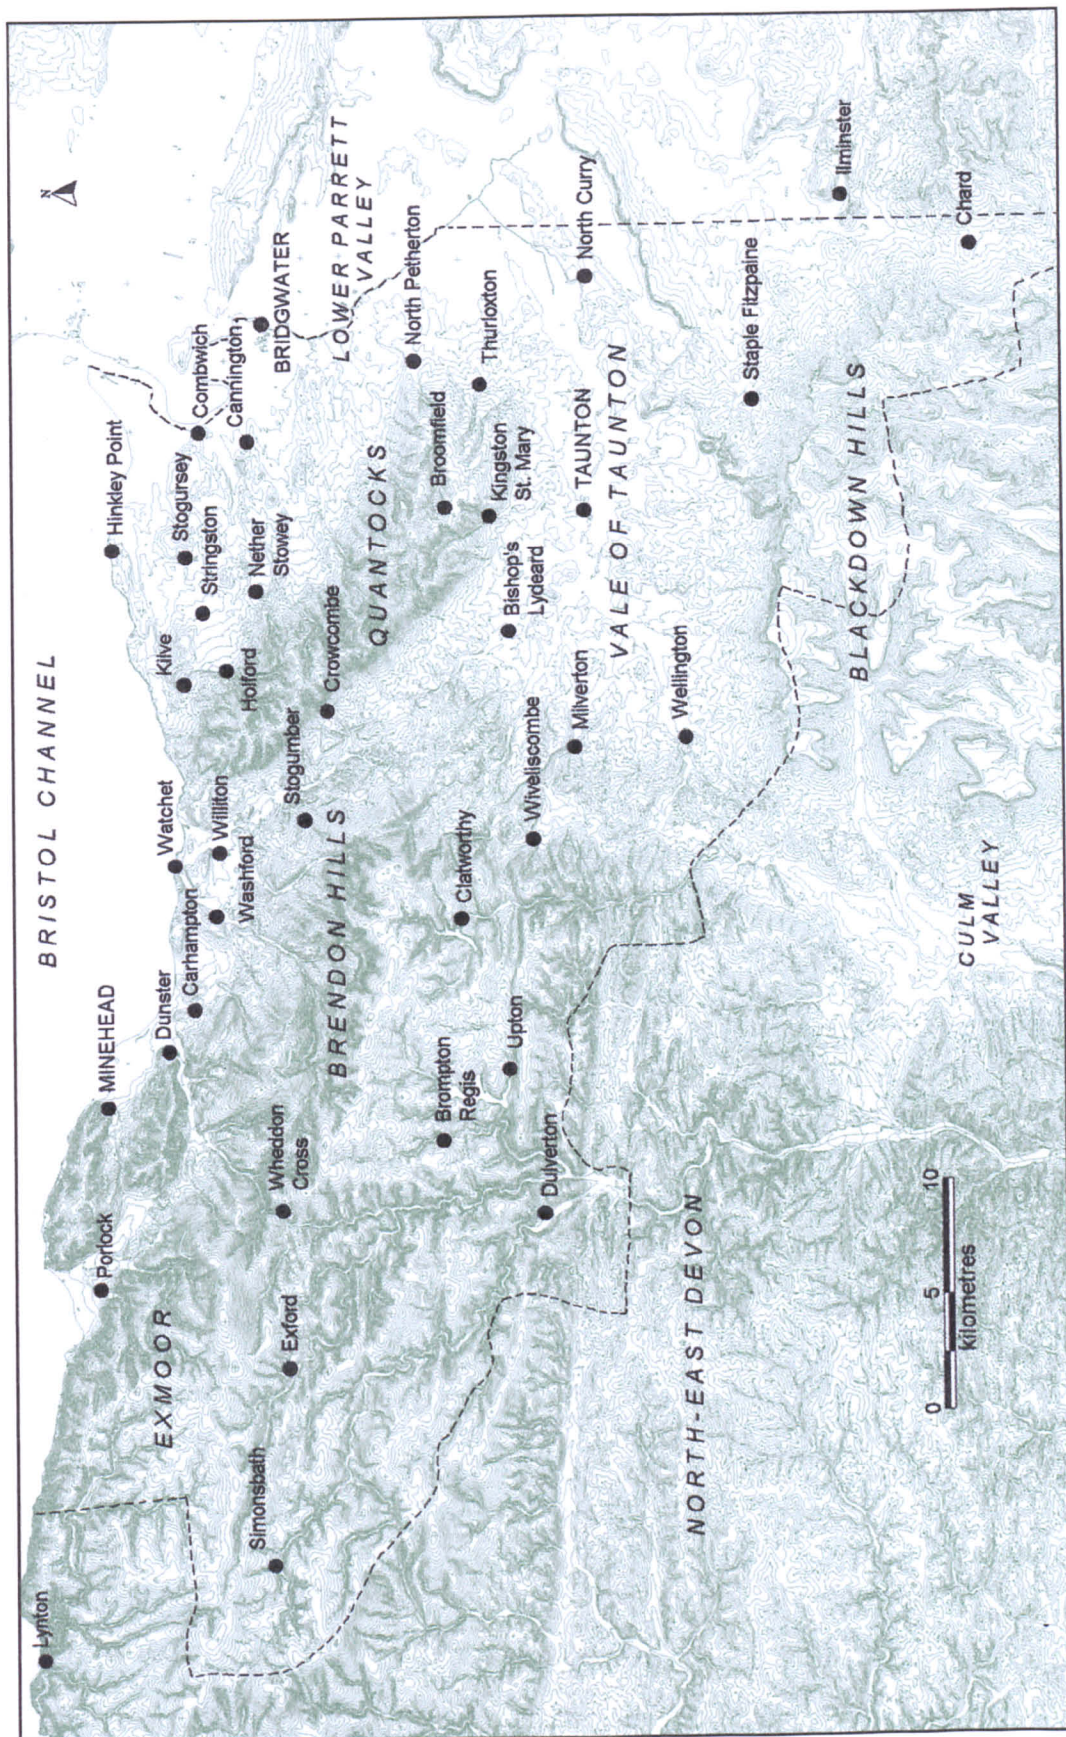 N
BRISTOL CHANNEL
Lynton
Porlock
MINEHEAD
Dunster
Carhampton
Watchet
Washford
Williton
Kilve
Holford
Stringston
Stogursey
Hinkley Point
Combwich
Cannington
Nether
Stowey
BRIDGWATER
LOWER PARRETT
VALLEY
EXMOOR
Simonsbath
Exford
Wheddon
Cross
BRENDON HILLS
Stogumber
Crowcombe
QUANTOCKS
Broomfield
North Petherton
Thurloxton
Kingston
St. Mary
Bishop's
Lydeard
Brompton
Regis
Upton
Clatworthy
Dulverton
Wiveliscombe
Milverton
VALE OF TAUNTON
TAUNTON
North Curry
Wellington
Staple Fitzpaine
Ilminster
Chard
BLACKDOWN HILLS
NORTH-EAST DEVON
CULM
VALLEY
0 5 10
kilometres